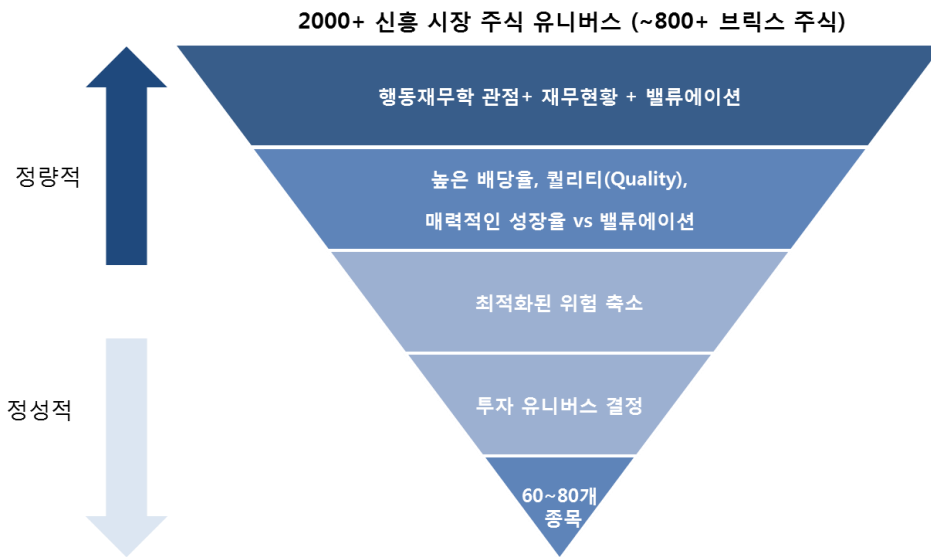 2000+ 신흥 시장 주식 유니버스 (~800+ 브릭스 주식)
행동재무학 관점+ 재무현황 + 밸류에이션
정량적
높은 배당율, 퀄리티(Quality),
매력적인 성장율 vs 밸류에이션
최적화된 위험 축소
정성적
투자 유니버스 결정
60~80개
종목